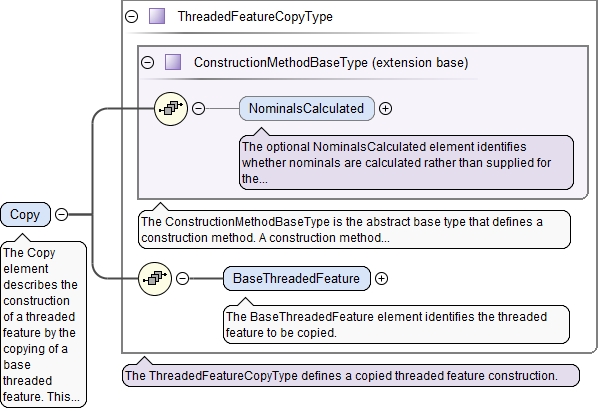 ThreadedFeatureCopyType
ConstructionMethodBaseType (extension base)
NominalsCalculated
The optional NominalsCalculated element identifies
whether nominals are calculated rather than supplied for
the...
Copy
The Copy
element
describes the
construction
of a threaded
feature by the
copying of a
base
threaded
feature. This...
The ConstructionMethodBaseType is the abstract base type that defines a
construction method. A construction method...
BaseThreadedFeature
The BaseThreadedFeature element identifies the threaded
feature to be copied.
The ThreadedFeatureCopyType defines a copied threaded feature construction.